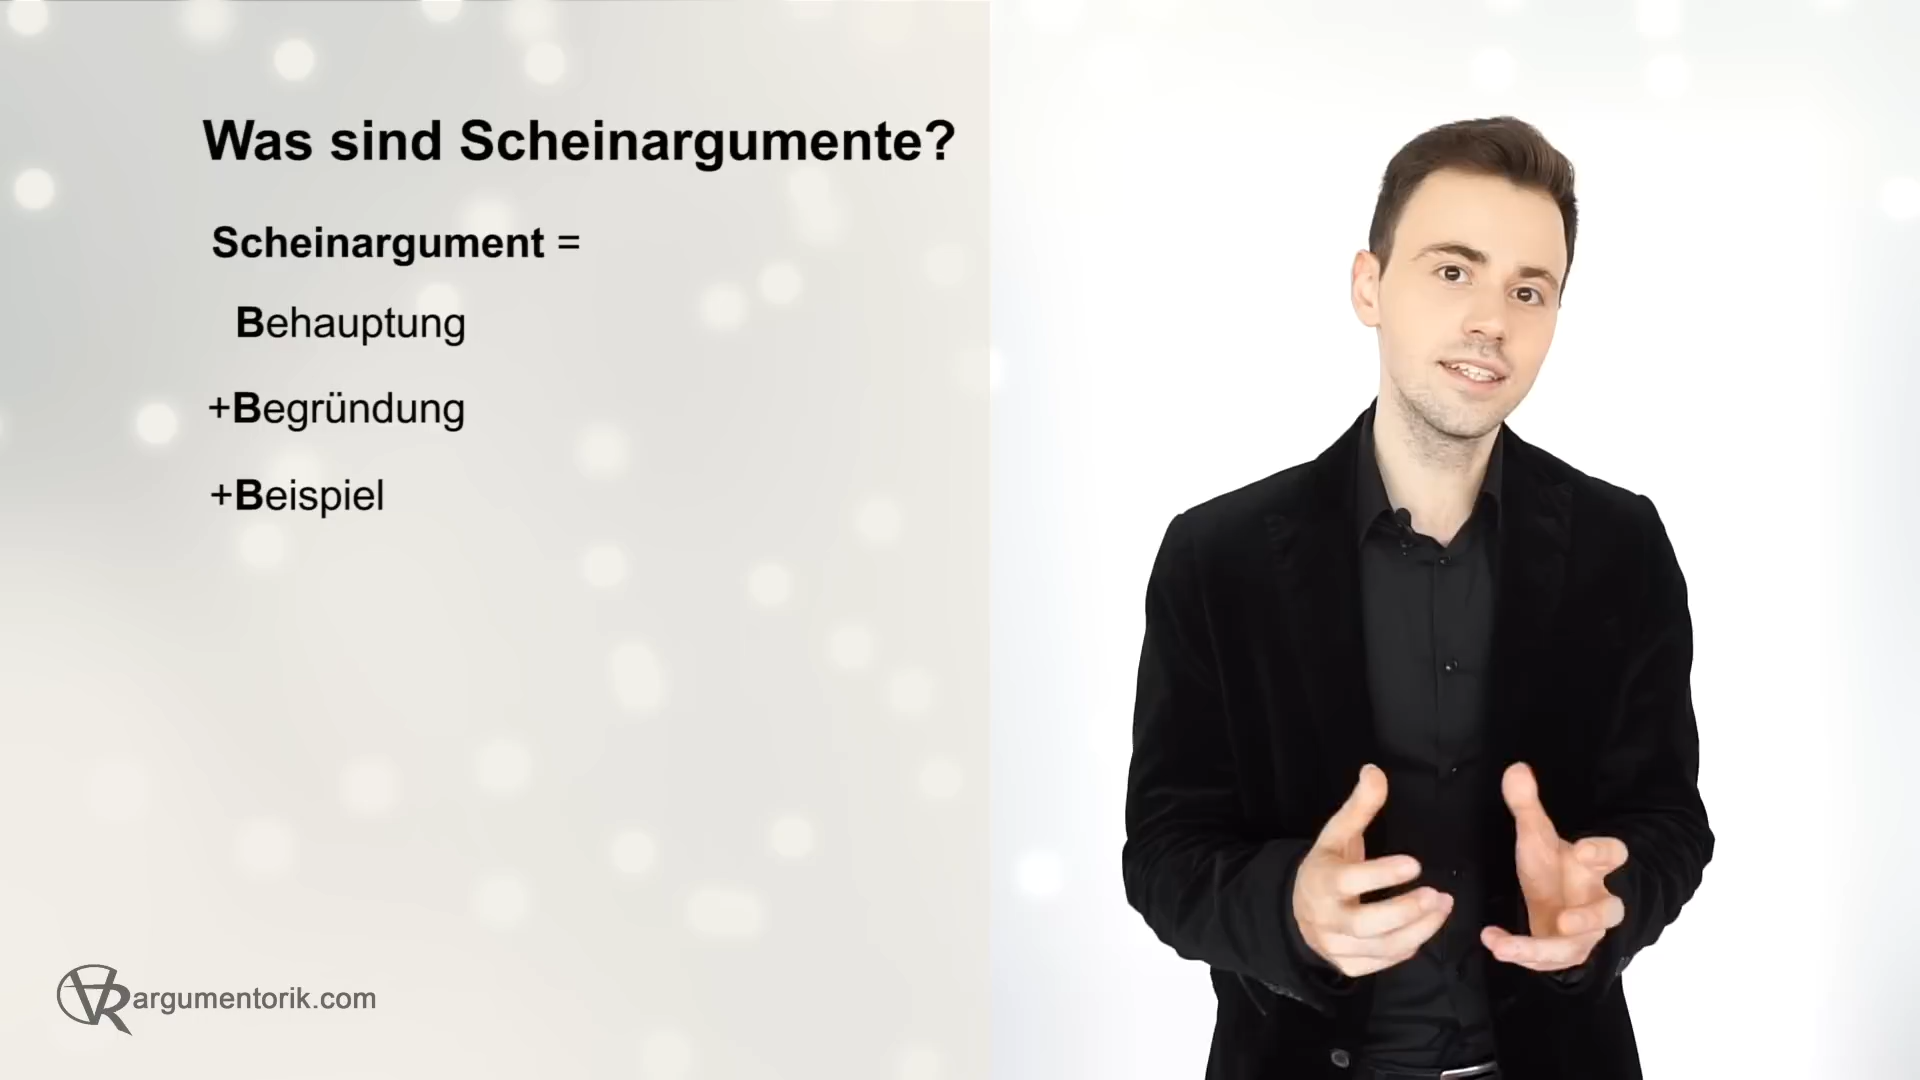 Was sind Scheinargumente?
Scheinargument =
Behauptung
+Begründung
+Beispiel
argumentorik.com